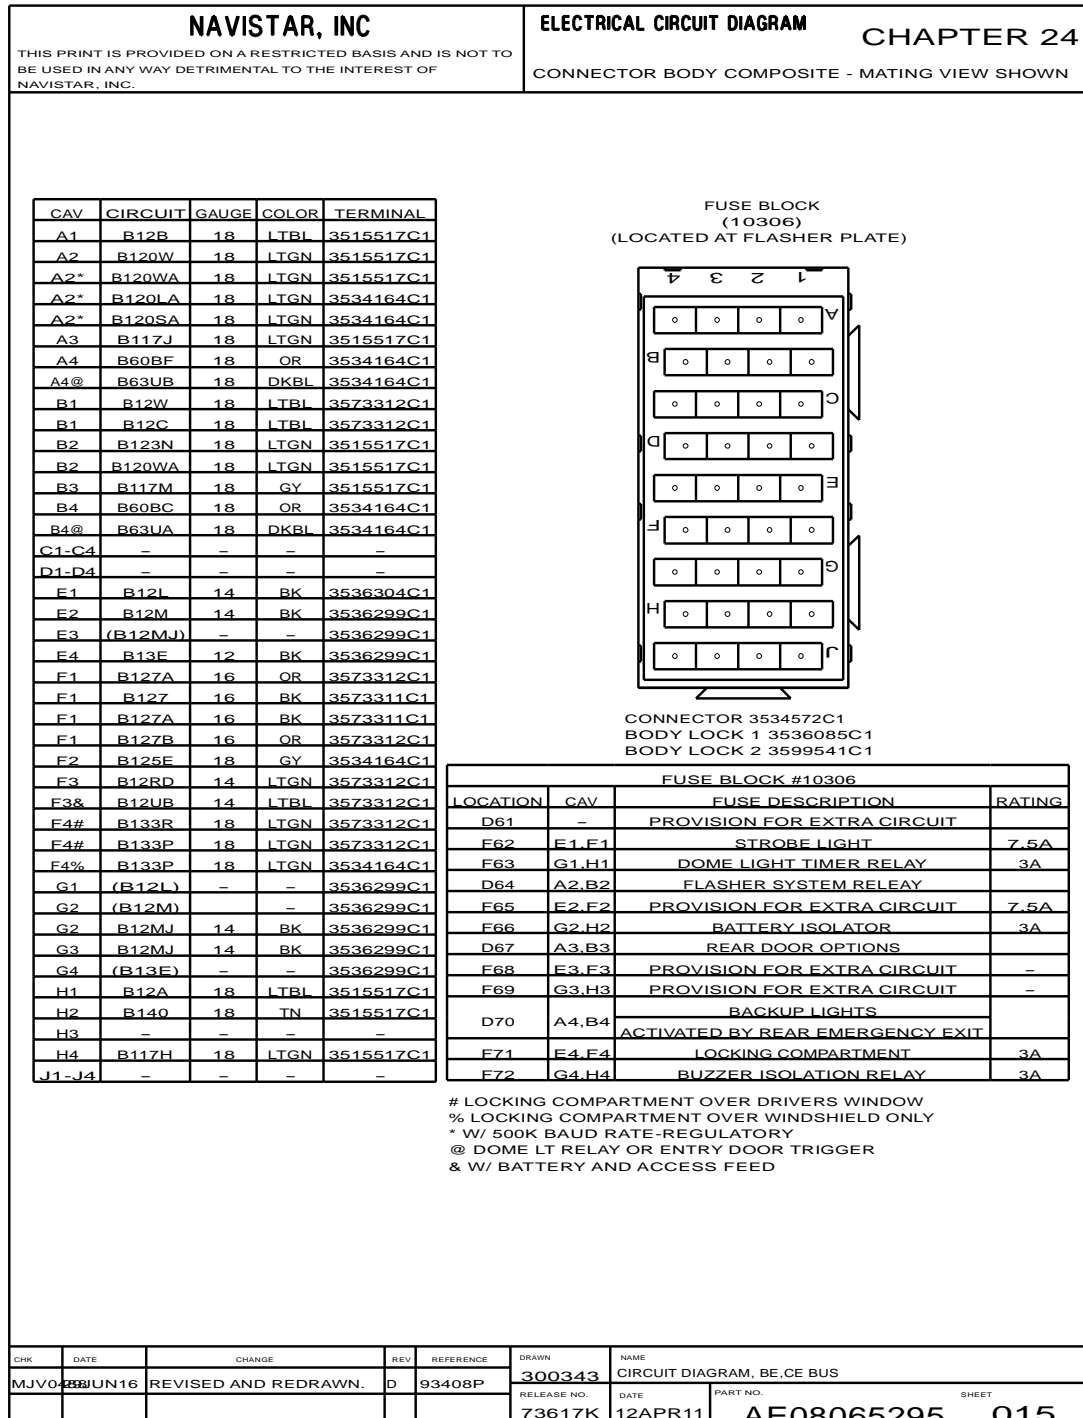 NAVISTAR, INC
THIS PRINT IS PROVIDED ON A RESTRICTED BASIS AND IS NOT TO
BE USED IN ANY WAY DETRIMENTAL TO THE INTEREST OF
NAVISTAR, INC.
ELECTRICAL CIRCUIT DIAGRAM
CHAPTER 24
CONNECTOR BODY COMPOSITE - MATING VIEW SHOWN
CAV CIRCUIT GAUGE COLOR TERMINAL
A1 B12B 18 LTBL 3515517C1
A2 B120W 18 LTGN 3515517C1
A2* B120WA 18 LTGN 3515517C1
A2* B120LA 18 LTGN 3534164C1
A2* B120SA 18 LTGN 3534164C1
A3 B117J 18 LTGN 3515517C1
A4 B60BF 18 OR 3534164C1
A4@ B63UB 18 DKBL 3534164C1
B1 B12W 18 LTBL 3573312C1
B1 B12C 18 LTBL 3573312C1
B2 B123N 18 LTGN 3515517C1
B2 B120WA 18 LTGN 3515517C1
B3 B117M 18 GY 3515517C1
B4 B60BC 18 OR 3534164C1
B4@ B63UA 18 DKBL 3534164C1
C1-C4 – – – –
D1-D4 – – – –
E1 B12L 14 BK 3536304C1
E2 B12M 14 BK 3536299C1
E3 (B12MJ) – – 3536299C1
E4 B13E 12 BK 3536299C1
F1 B127A 16 OR 3573312C1
F1 B127 16 BK 3573311C1
F1 B127A 16 BK 3573311C1
F1 B127B 16 OR 3573312C1
F2 B125E 18 GY 3534164C1
F3 B12RD 14 LTGN 3573312C1
F3& B12UB 14 LTBL 3573312C1
F4# B133R 18 LTGN 3573312C1
F4# B133P 18 LTGN 3573312C1
F4% B133P 18 LTGN 3534164C1
G1 (B12L) – – 3536299C1
G2 (B12M) – 3536299C1
G2 B12MJ 14 BK 3536299C1
G3 B12MJ 14 BK 3536299C1
G4 (B13E) – – 3536299C1
H1 B12A 18 LTBL 3515517C1
H2 B140 18 TN 3515517C1
H3 – – – –
H4 B117H 18 LTGN 3515517C1
J1-J4 – – – –
FUSE BLOCK
(10306)
(LOCATED AT FLASHER PLATE)
4 3 2 1
A
B
C
D
E
F
G
H
J
CONNECTOR 3534572C1
BODY LOCK 1 3536085C1
BODY LOCK 2 3599541C1
FUSE BLOCK #10306
LOCATION CAV FUSE DESCRIPTION RATING
D61 – PROVISION FOR EXTRA CIRCUIT
F62 E1,F1 STROBE LIGHT 7.5A
F63 G1,H1 DOME LIGHT TIMER RELAY 3A
D64 A2,B2 FLASHER SYSTEM RELEAY
F65 E2,F2 PROVISION FOR EXTRA CIRCUIT 7.5A
F66 G2,H2 BATTERY ISOLATOR 3A
D67 A3,B3 REAR DOOR OPTIONS
F68 E3,F3 PROVISION FOR EXTRA CIRCUIT –
F69 G3,H3 PROVISION FOR EXTRA CIRCUIT –
D70 A4,B4 BACKUP LIGHTS
ACTIVATED BY REAR EMERGENCY EXIT
F71 E4,F4 LOCKING COMPARTMENT 3A
F72 G4,H4 BUZZER ISOLATION RELAY 3A
# LOCKING COMPARTMENT OVER DRIVERS WINDOW
% LOCKING COMPARTMENT OVER WINDSHIELD ONLY
* W/ 500K BAUD RATE-REGULATORY
@ DOME LT RELAY OR ENTRY DOOR TRIGGER
& W/ BATTERY AND ACCESS FEED
CHK DATE CHANGE REV REFERENCE
REVISED AND REDRAWN. D 93408P
DRAWN
300343
NAME
CIRCUIT DIAGRAM, BE,CE BUS
RELEASE NO.
73617K
DATE
12APR11
PART NO.
AE08065295
SHEET
015